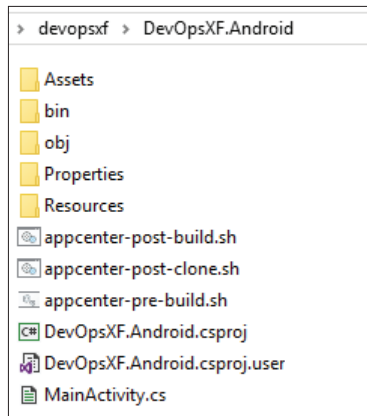 > devopsxf > DevOpsXF.Android
Assets
bin
obj
Properties
Resources
appcenter-post-build.sh
appcenter-post-clone.sh
appcenter-pre-build.sh
C# DevOpsXF.Android.csproj
DevOpsXF.Android.csproj.user
MainActivity.cs